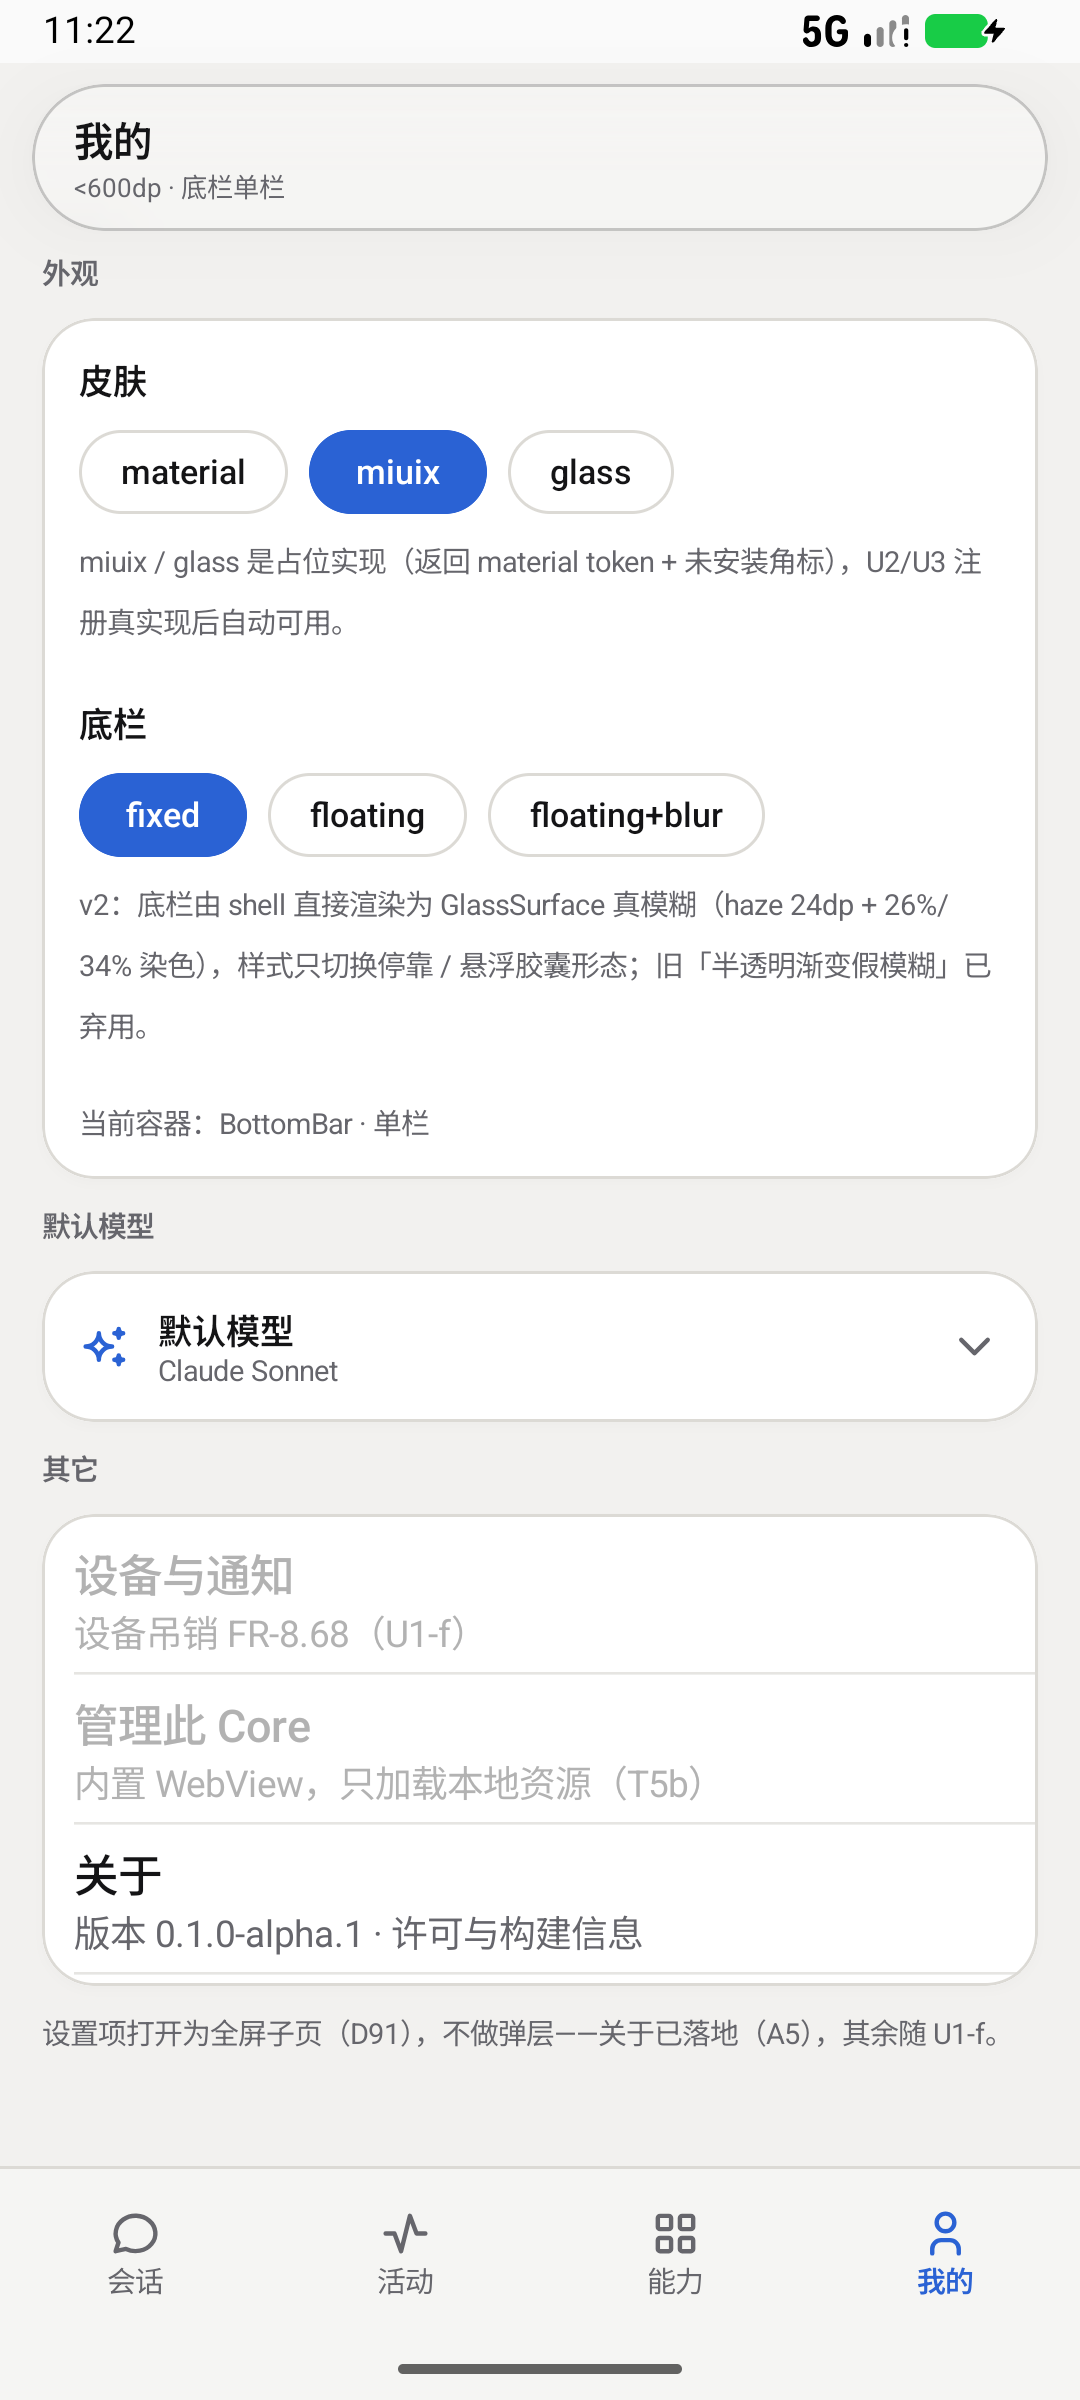 11:22
5G
我的
<600dp · 底栏单栏
外观
皮肤
material
miuix
glass
miuix / glass 是占位实现（返回 material token + 未安装角标），U2/U3 注
册真实现后自动可用。
底栏
fixed
floating
floating+blur
v2：底栏由 shell 直接渲染为 GlassSurface 真模糊（haze 24dp + 26%/
34% 染色），样式只切换停靠 / 悬浮胶囊形态；旧「半透明渐变假模糊」已
弃用。
当前容器：BottomBar · 单栏
默认模型
默认模型
Claude Sonnet
其它
设备与通知
设备吊销 FR-8.68（U1-f）
管理此 Core
内置 WebView，只加载本地资源（T5b）
关于
版本 0.1.0-alpha.1 · 许可与构建信息
设置项打开为全屏子页（D91），不做弹层——关于已落地（A5），其余随 U1-f。
会话
活动
能力
我的